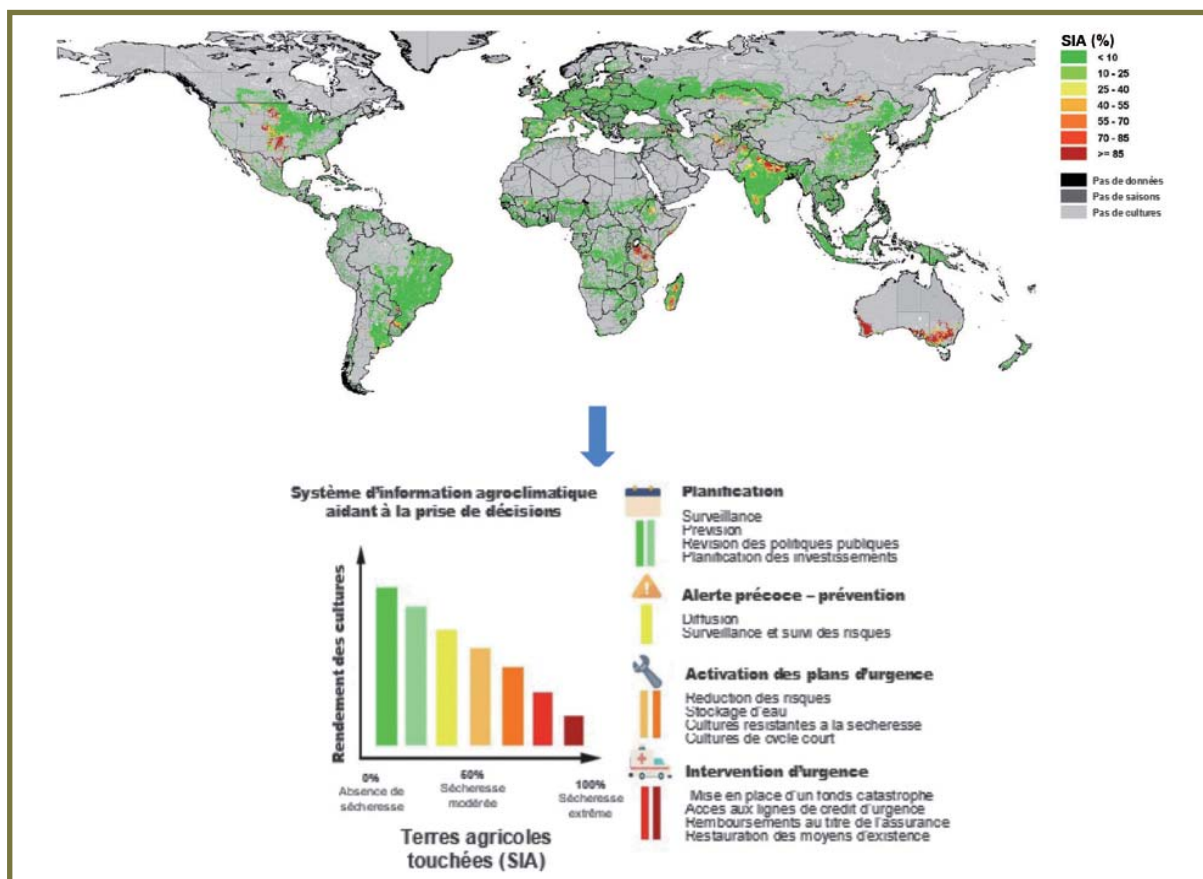 SIA (%)
< 10
10 - 25
25 - 40
40 - 55
55 - 70
70 - 85
>= 85
Pas de données
Pas de saisons
Pas de cultures
Système d'information agroclimatique
aidant à la prise de décisions
Rendement des cultures
0%
Absence de
sécheresse
50%
Sécheresse
modérée
100%
Sécheresse
extrême
Terres agricoles
touchées (SIA)
Planification
Surveillance
Prévision
Révision des politiques publiques
Planification des investissements
Alerte précoce – prévention
Diffusion
Surveillance et suivi des risques
Activation des plans d'urgence
Réduction des risques
Stockage d'eau
Cultures résistantes à la sécheresse
Cultures de cycle court
Intervention d'urgence
Mise en place d'un fonds catastrophe
Accès aux lignes de crédit d'urgence
Remboursements au titre de l'assurance
Restauration des moyens d'existence